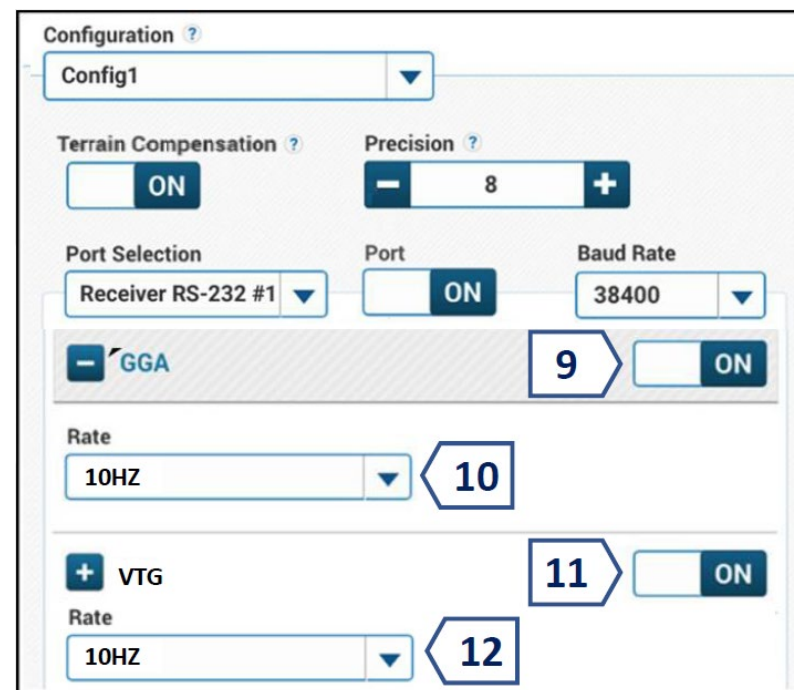 Configuration ?
Config1
Terrain Compensation ? Precision ?
ON − 8 +
Port Selection Port Baud Rate
Receiver RS-232 #1 ON 38400
− GGA 9 ON
Rate
10HZ 10
+ VTG 11 ON
Rate
10HZ 12